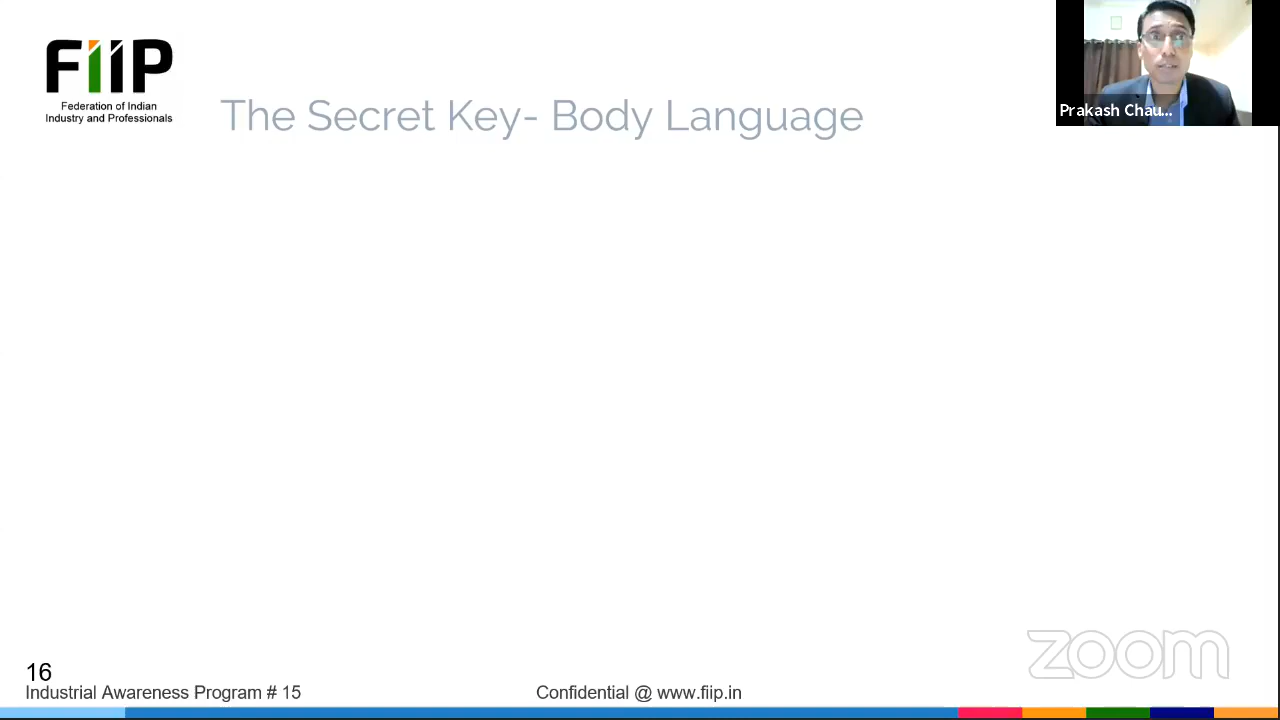 FiiP
Federation of Indian
Industry and Professionals
The Secret Key- Body Language
Prakash Chau...
zoom
16
Industrial Awareness Program # 15
Confidential @ www.fiip.in